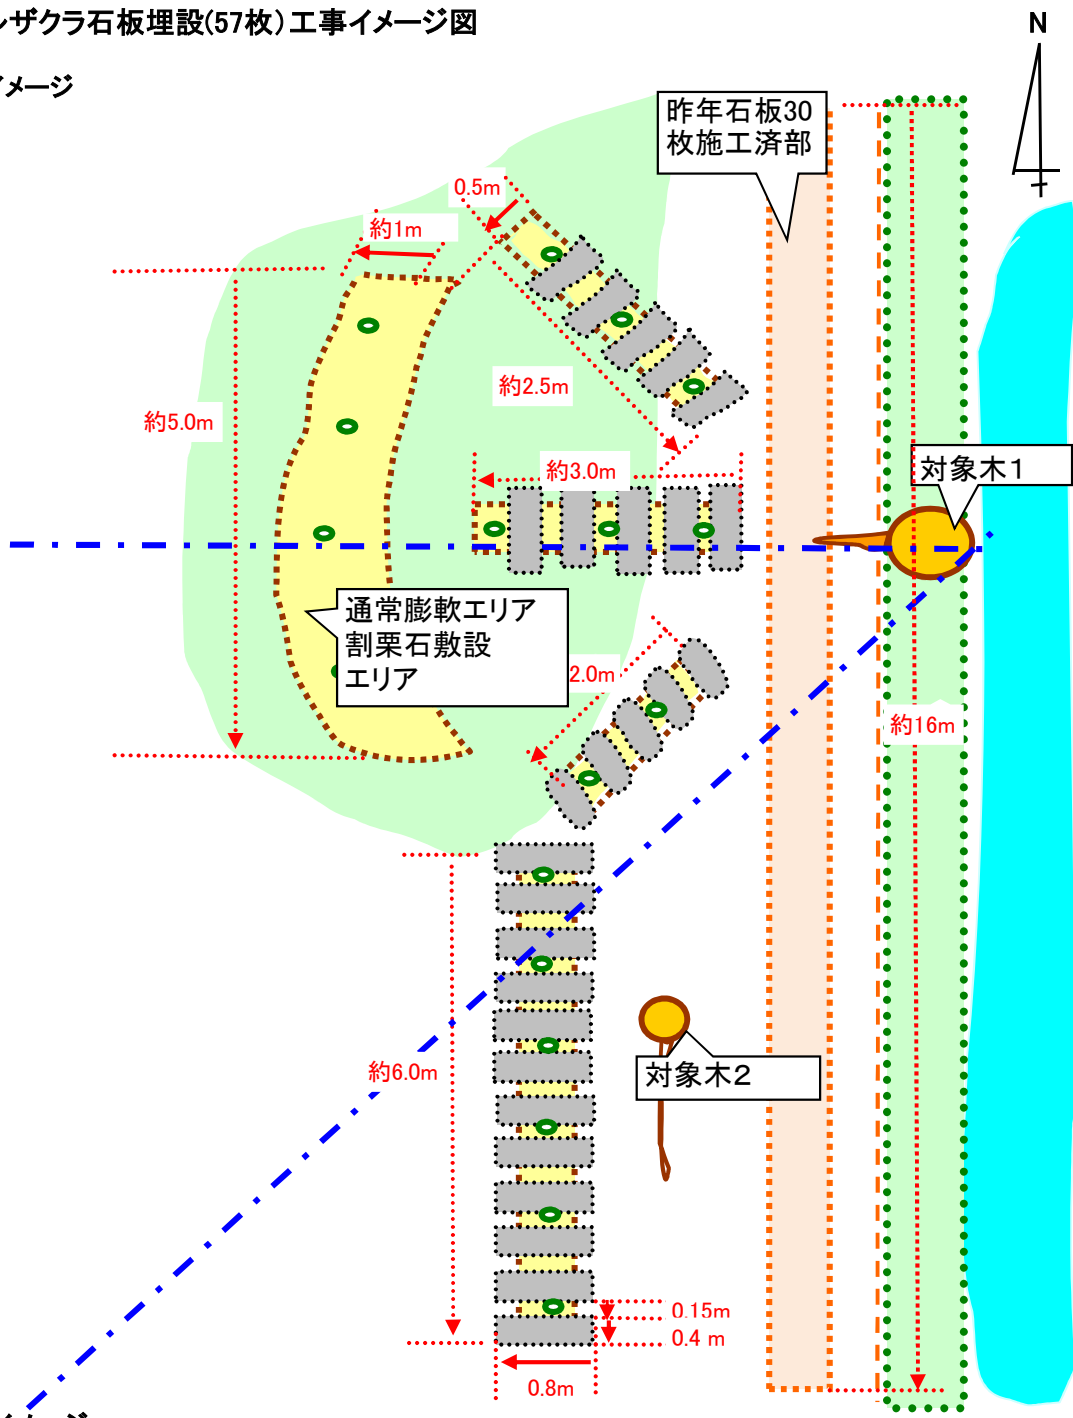 ザクラ石板埋設(57枚)工事イメージ図
イメージ
N
昨年石板30
枚施工済部
0.5m
約1m
約2.5m
約5.0m
約3.0m
対象木1
通常膨軟エリア
割栗石敷設
エリア
2.0m
約16m
約6.0m
対象木2
0.15m
0.4 m
0.8m